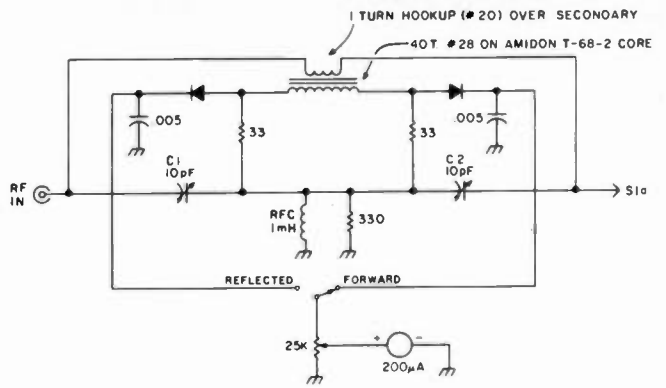 1 TURN HOOKUP (#20) OVER SECONDARY
40T #28 ON AMIDON T-68-2 CORE
.005
33
33
.005
C1
10pF
C2
10pF
RF
IN
S1a
RFC
1mH
330
REFLECTED
FORWARD
25K
+
-
200µA